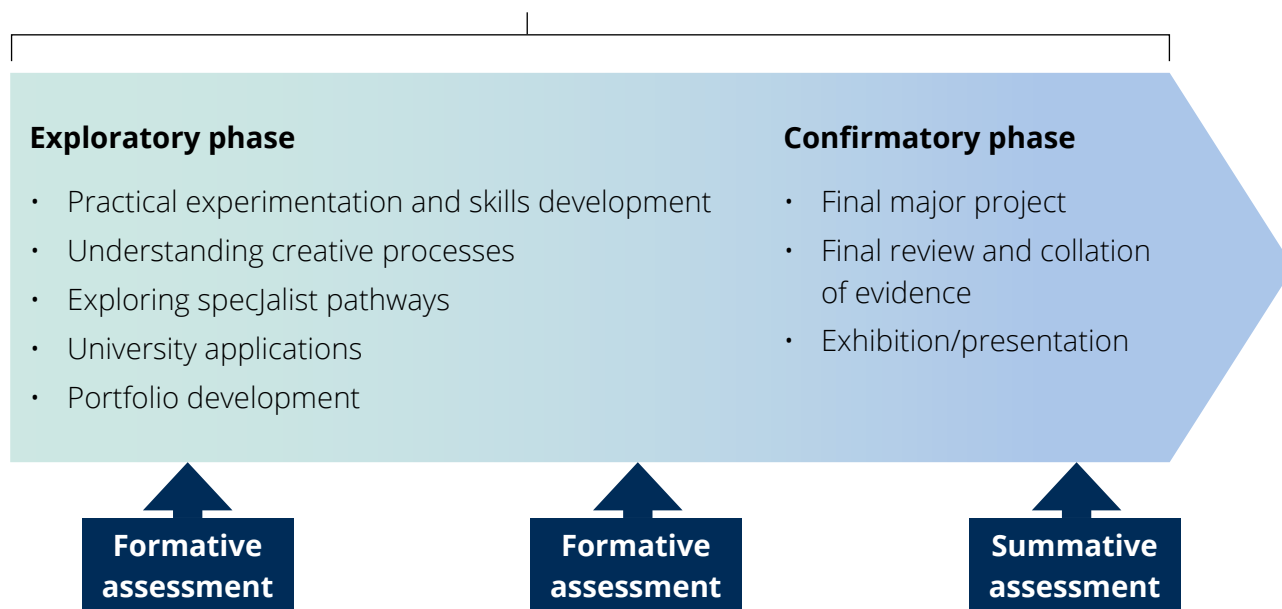 Exploratory phase
• Practical experimentation and skills development
• Understanding creative processes
• Exploring specJalist pathways
• University applications
• Portfolio development
Confirmatory phase
• Final major project
• Final review and collation
of evidence
• Exhibition/presentation
Formative
assessment
Formative
assessment
Summative
assessment